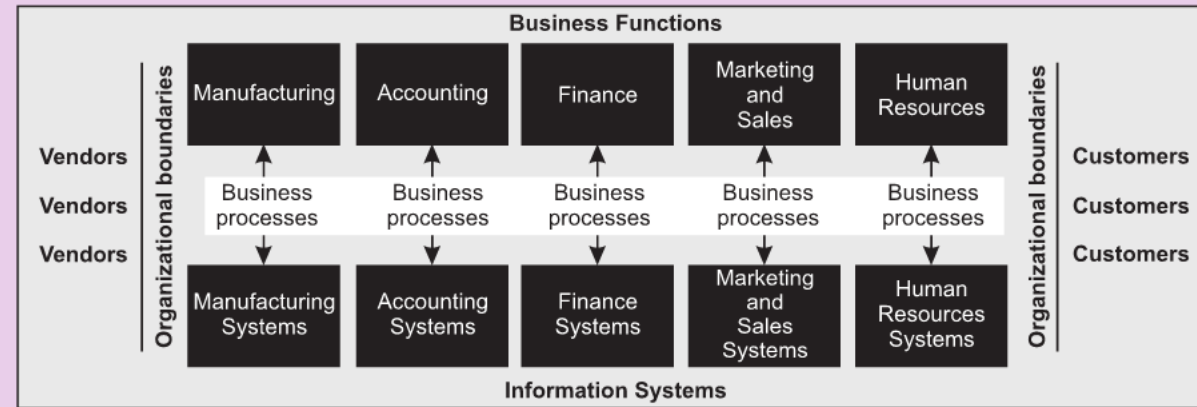 Business Functions
Manufacturing
Accounting
Finance
Marketing
and
Sales
Human
Resources
Vendors
Vendors
Vendors
Organizational boundaries
Business
processes
Business
processes
Business
processes
Business
processes
Business
processes
Organizational boundaries
Customers
Customers
Customers
Manufacturing
Systems
Accounting
Systems
Finance
Systems
Marketing
and
Sales
Systems
Human
Resources
Systems
Information Systems